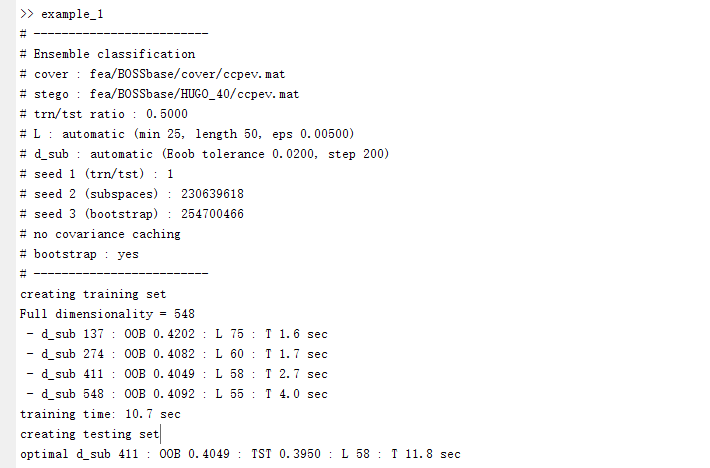 >> example_1
# -------------------------
# Ensemble classification
# cover : fea/BOSSbase/cover/ccpev.mat
# stego : fea/BOSSbase/HUGO_40/ccpev.mat
# trn/tst ratio : 0.5000
# L : automatic (min 25, length 50, eps 0.00500)
# d_sub : automatic (Eoob tolerance 0.0200, step 200)
# seed 1 (trn/tst) : 1
# seed 2 (subspaces) : 230639618
# seed 3 (bootstrap) : 254700466
# no covariance caching
# bootstrap : yes
# -------------------------
creating training set
Full dimensionality = 548
 - d_sub 137 : OOB 0.4202 : L 75 : T 1.6 sec
 - d_sub 274 : OOB 0.4082 : L 60 : T 1.7 sec
 - d_sub 411 : OOB 0.4049 : L 58 : T 2.7 sec
 - d_sub 548 : OOB 0.4092 : L 55 : T 4.0 sec
training time: 10.7 sec
creating testing set
optimal d_sub 411 : OOB 0.4049 : TST 0.3950 : L 58 : T 11.8 sec